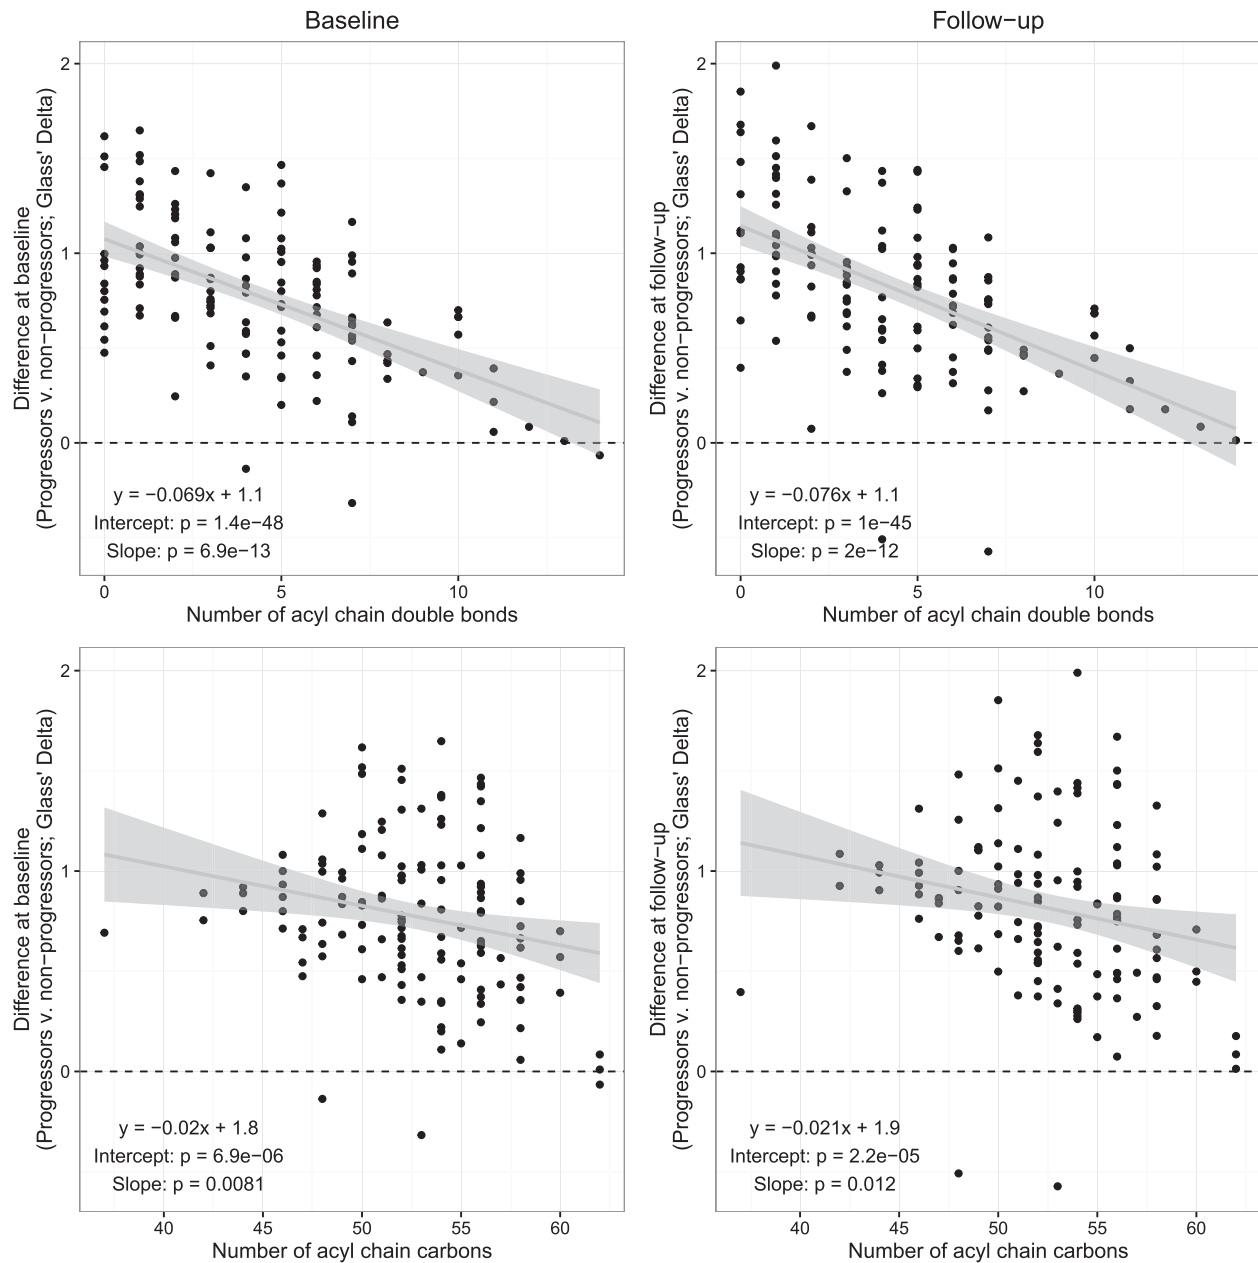 Baseline
Follow−up
Difference at baseline
(Progressors v. non−progressors; Glass' Delta)
2
1
0
y = −0.069x + 1.1
Intercept: p = 1.4e−48
Slope: p = 6.9e−13
0
5
10
Number of acyl chain double bonds
Difference at follow−up
(Progressors v. non−progressors; Glass' Delta)
2
1
0
y = −0.076x + 1.1
Intercept: p = 1e−45
Slope: p = 2e−12
0
5
10
Number of acyl chain double bonds
Difference at baseline
(Progressors v. non−progressors; Glass' Delta)
2
1
0
y = −0.02x + 1.8
Intercept: p = 6.9e−06
Slope: p = 0.0081
40
45
50
55
60
Number of acyl chain carbons
Difference at follow−up
(Progressors v. non−progressors; Glass' Delta)
2
1
0
y = −0.021x + 1.9
Intercept: p = 2.2e−05
Slope: p = 0.012
40
45
50
55
60
Number of acyl chain carbons